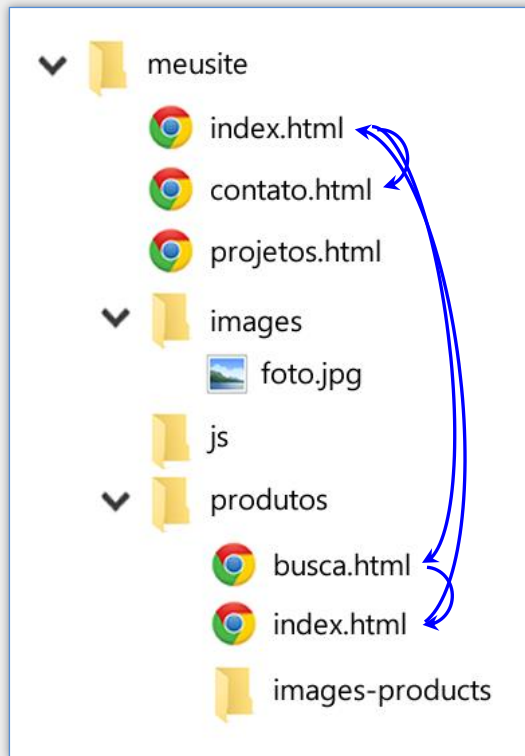 meusite
index.html
contato.html
projetos.html
images
foto.jpg
js
produtos
busca.html
index.html
images-products